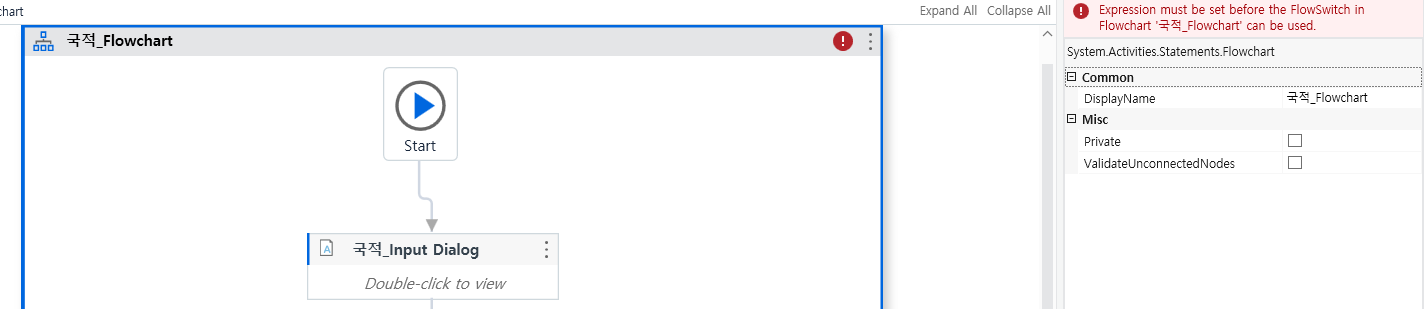 chart
Expand All Collapse All
국적_Flowchart
Start
국적_Input Dialog
Double-click to view
Expression must be set before the FlowSwitch in
Flowchart '국적_Flowchart' can be used.
System.Activities.Statements.Flowchart
Common
DisplayName 국적_Flowchart
Misc
Private
ValidateUnconnectedNodes